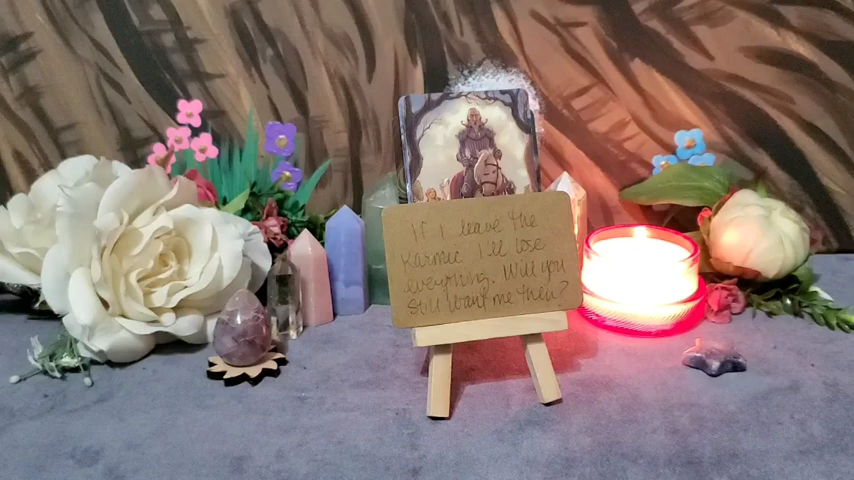 If I leave the
Karmic I'll lose
everything. Will you
Still want me then?